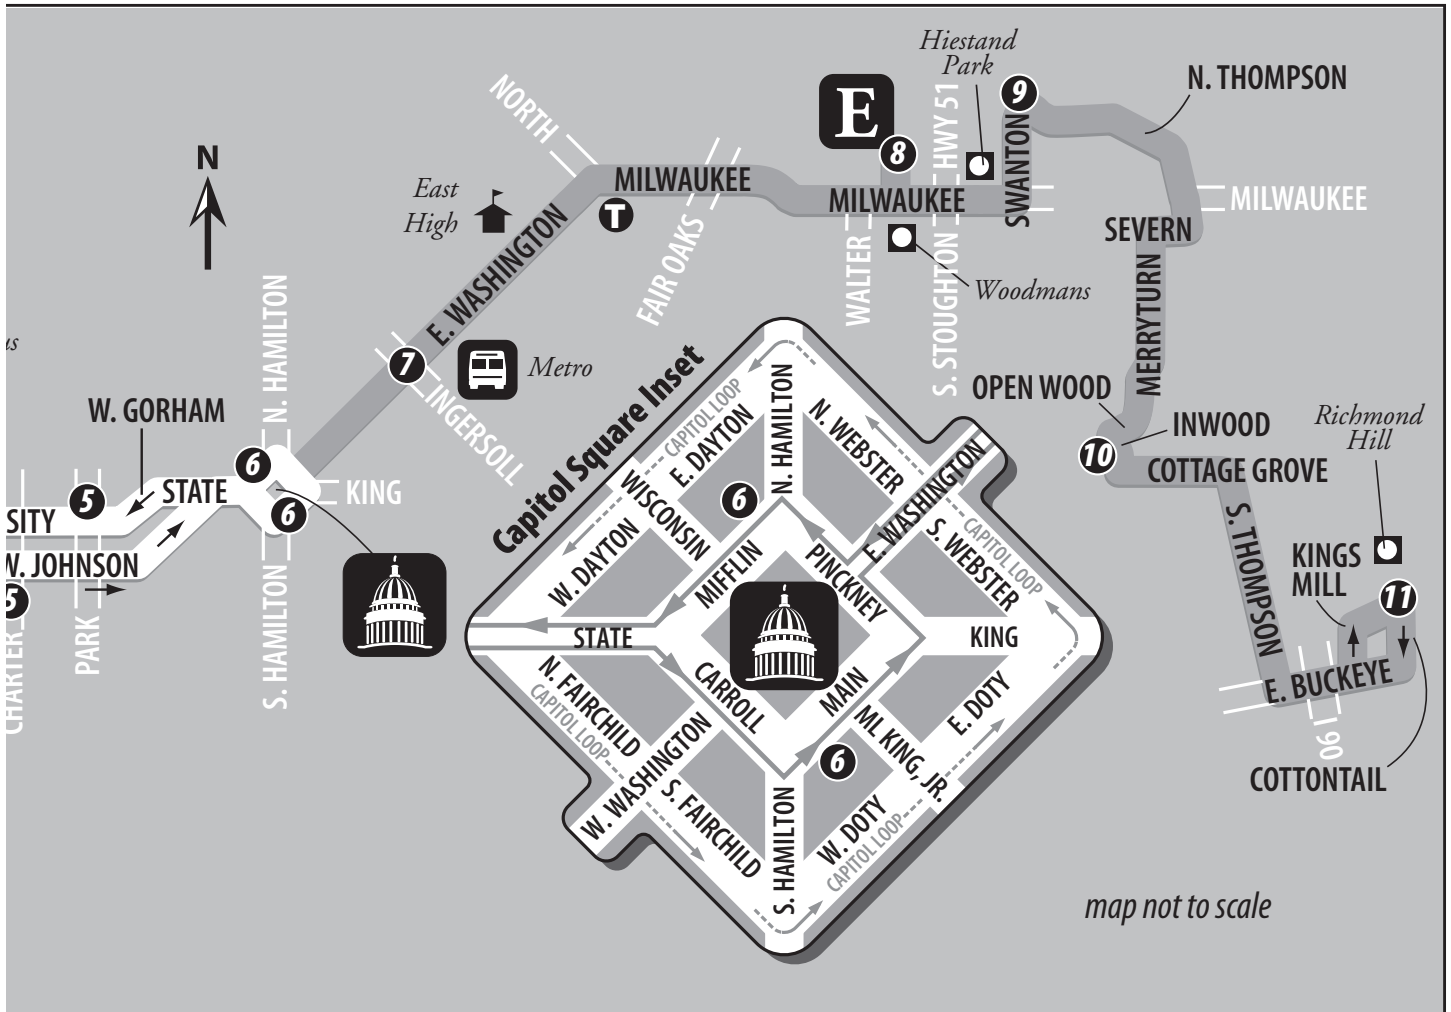 Hiestand
Park
HWY 51
9
N. THOMPSON
NORTH
E
8
N
East
High
MILWAUKEE
T
MILWAUKEE
SWANTON
MILWAUKEE
SEVERN
E. WASHINGTON
FAIR OAKS
WALTER
S. STOUGHTON
Woodmans
MERRYTURN
N. HAMILTON
us
7
Metro
INGERSOLL
OPEN WOOD
INWOOD
10
COTTAGE GROVE
Richmond
Hill
W. GORHAM
6
STATE
KING
5
6
SITY
W. JOHNSON
5
CHARTER
PARK
S. HAMILTON
Capitol Square Inset
CAPITOL LOOP
E. DAYTON
N. HAMILTON
N. WEBSTER
E. WASHINGTON
WISCONSIN
6
W. DAYTON
MIFFLIN
PINCKNEY
S. WEBSTER
CAPITOL LOOP
STATE
KING
N. FAIRCHILD
CAPITOL LOOP
CARROLL
MAIN
ML KING, JR.
E. DOTY
W. WASHINGTON
6
S. FAIRCHILD
S. HAMILTON
W. DOTY
CAPITOL LOOP
S. THOMPSON
KINGS
MILL
11
E. BUCKEYE
I 90
COTTONTAIL
map not to scale